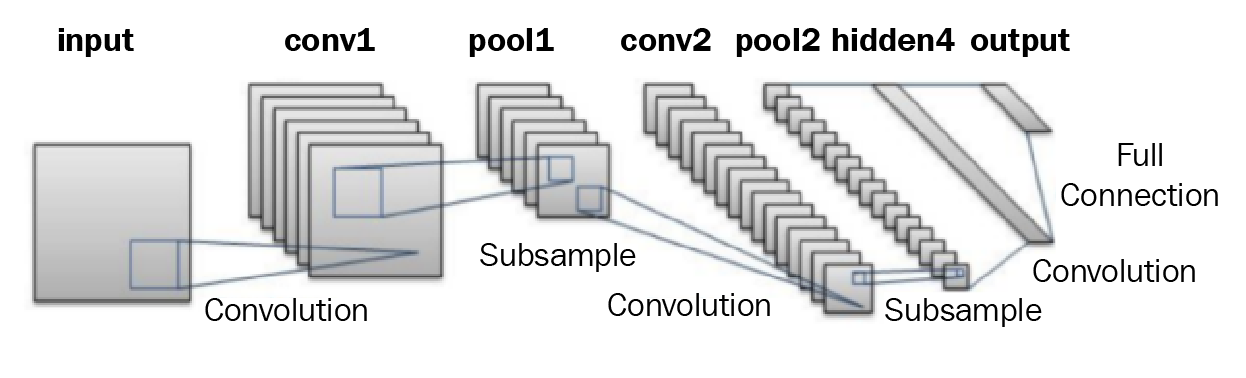 input conv1 pool1 conv2 pool2 hidden4 output
Full
Connection
Subsample
Convolution
Convolution
Convolution
Subsample